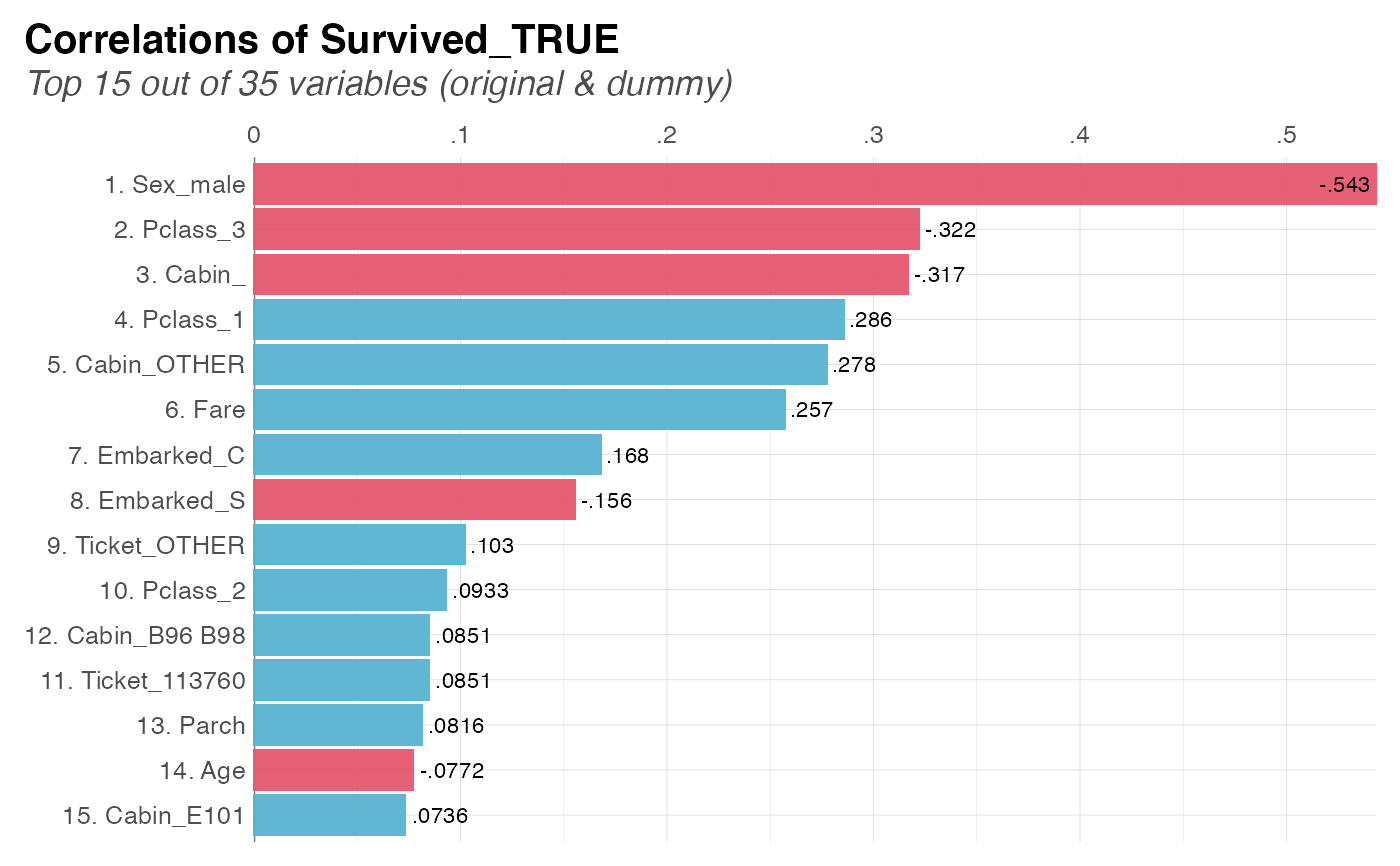 Correlations of Survived_TRUE
Top 15 out of 35 variables (original & dummy)
0 .1 .2 .3 .4 .5
1. Sex_male -.543
2. Pclass_3 -.322
3. Cabin_ -.317
4. Pclass_1 .286
5. Cabin_OTHER .278
6. Fare .257
7. Embarked_C .168
8. Embarked_S -.156
9. Ticket_OTHER .103
10. Pclass_2 .0933
12. Cabin_B96 B98 .0851
11. Ticket_113760 .0851
13. Parch .0816
14. Age -.0772
15. Cabin_E101 .0736